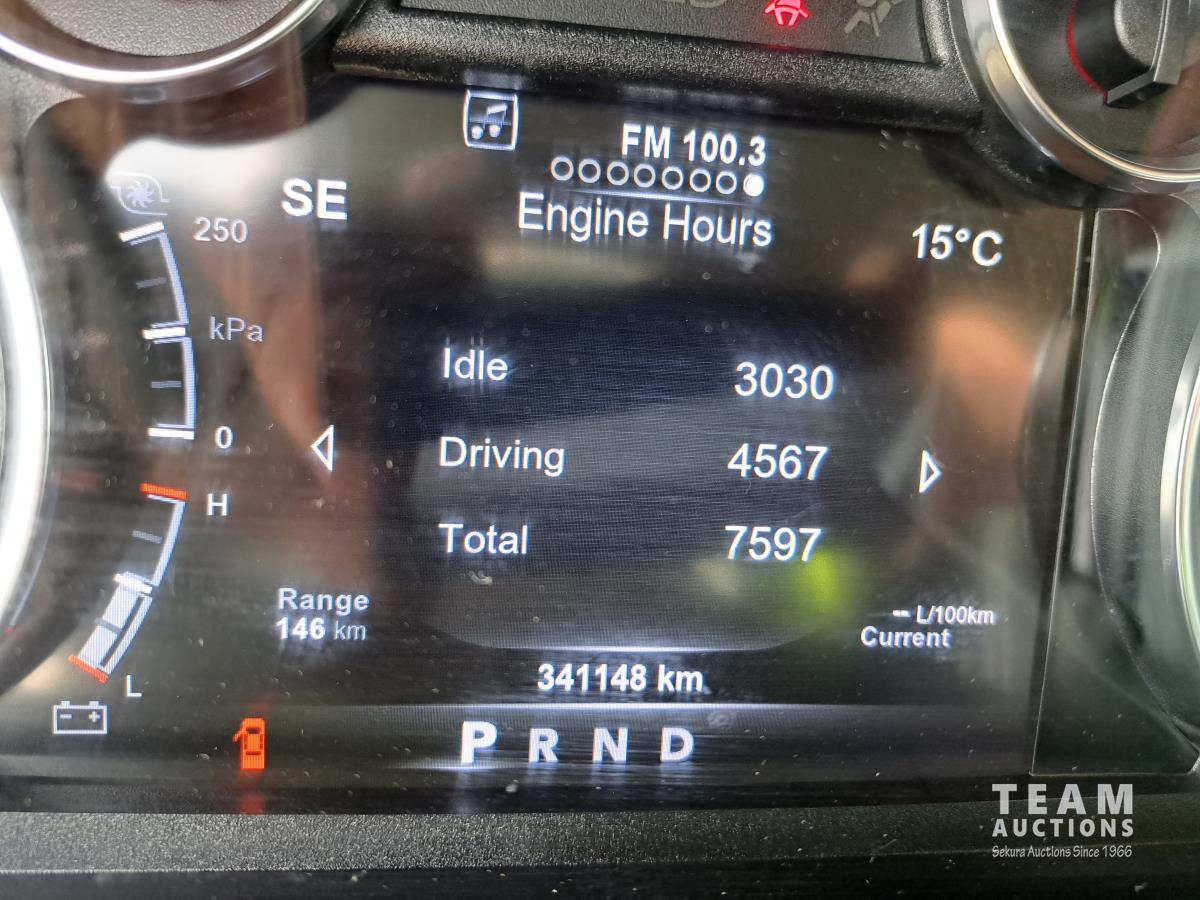 FM 100.3
SE
Engine Hours
15°C
250
kPa
0
H
L
Idle 3030
Driving 4567
Total 7597
Range
146 km
-- L/100km
Current
341148 km
P R N D
TEAM
AUCTIONS
Sekura Auctions Since 1966